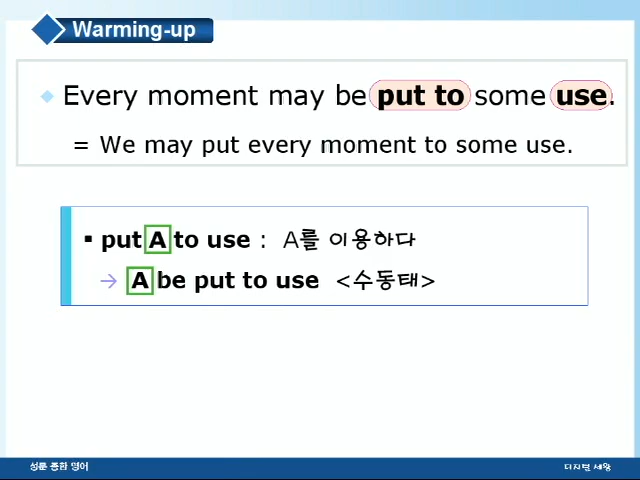 Warming-up
Every moment may be put to some use.
= We may put every moment to some use.
▪ put A to use : A를 이용하다
→ A be put to use <수동태>
성문 종합 영어
디지털 세왕